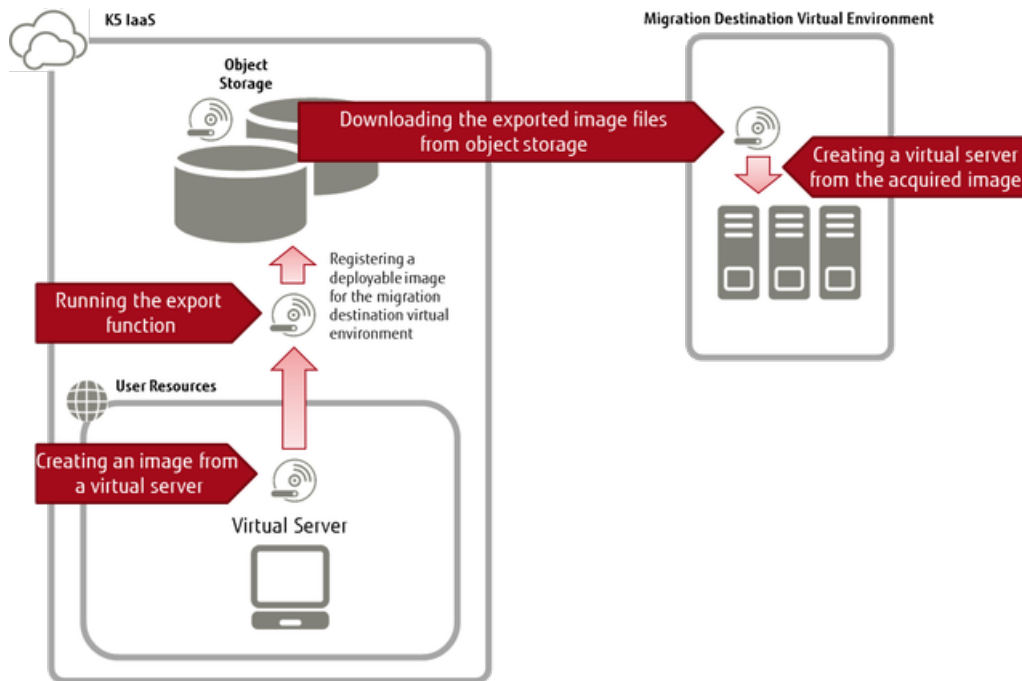 K5 IaaS
Migration Destination Virtual Environment
Object
Storage
Downloading the exported image files
from object storage
Creating a virtual server
from the acquired image
Registering a
deployable image
for the migration
destination virtual
environment
Running the export
function
User Resources
Creating an image from
a virtual server
Virtual Server